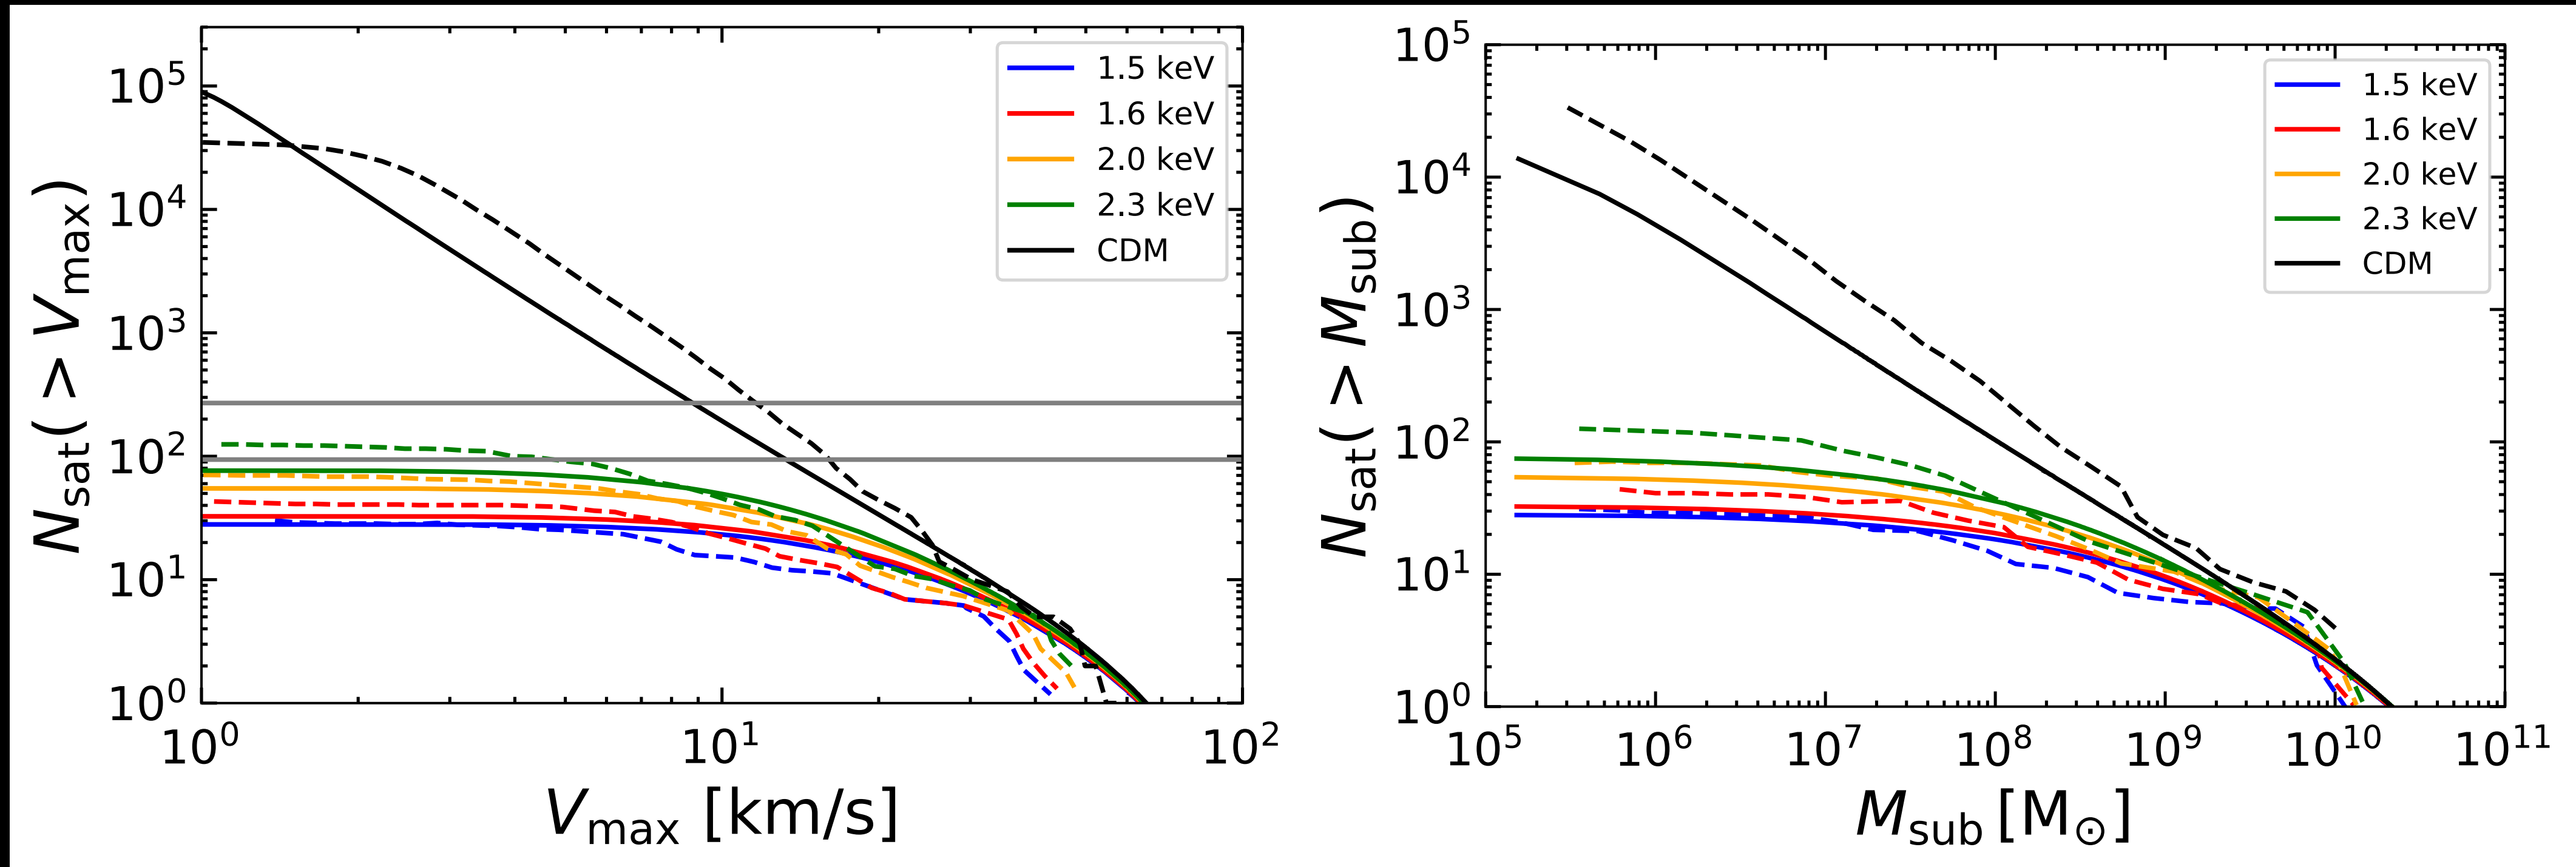 N_sat(> V_max)
10^5
10^4
10^3
10^2
10^1
10^0
1.5 keV
1.6 keV
2.0 keV
2.3 keV
CDM
10^0 10^1 10^2
V_max [km/s]
N_sat(> M_sub)
10^5
10^4
10^3
10^2
10^1
10^0
1.5 keV
1.6 keV
2.0 keV
2.3 keV
CDM
10^5 10^6 10^7 10^8 10^9 10^10 10^11
M_sub [M_⊙]